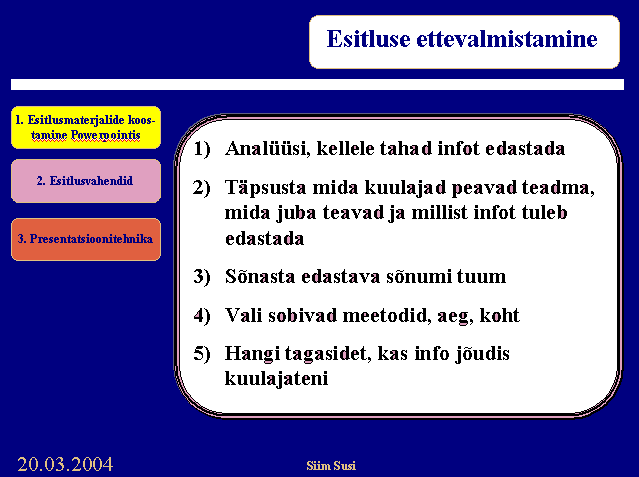 Esitluse ettevalmistamine
1. Esitlusmaterjalide koos-
tamine Powerpointis
2. Esitlusvahendid
3. Presentatsioonitehnika
1) Analüüsi, kellele tahad infot edastada
2) Täpsusta mida kuulajad peavad teadma,
mida juba teavad ja millist infot tuleb
edastada
3) Sõnasta edastava sõnumi tuum
4) Vali sobivad meetodid, aeg, koht
5) Hangi tagasidet, kas info jõudis
kuulajateni
20.03.2004
Siim Susi